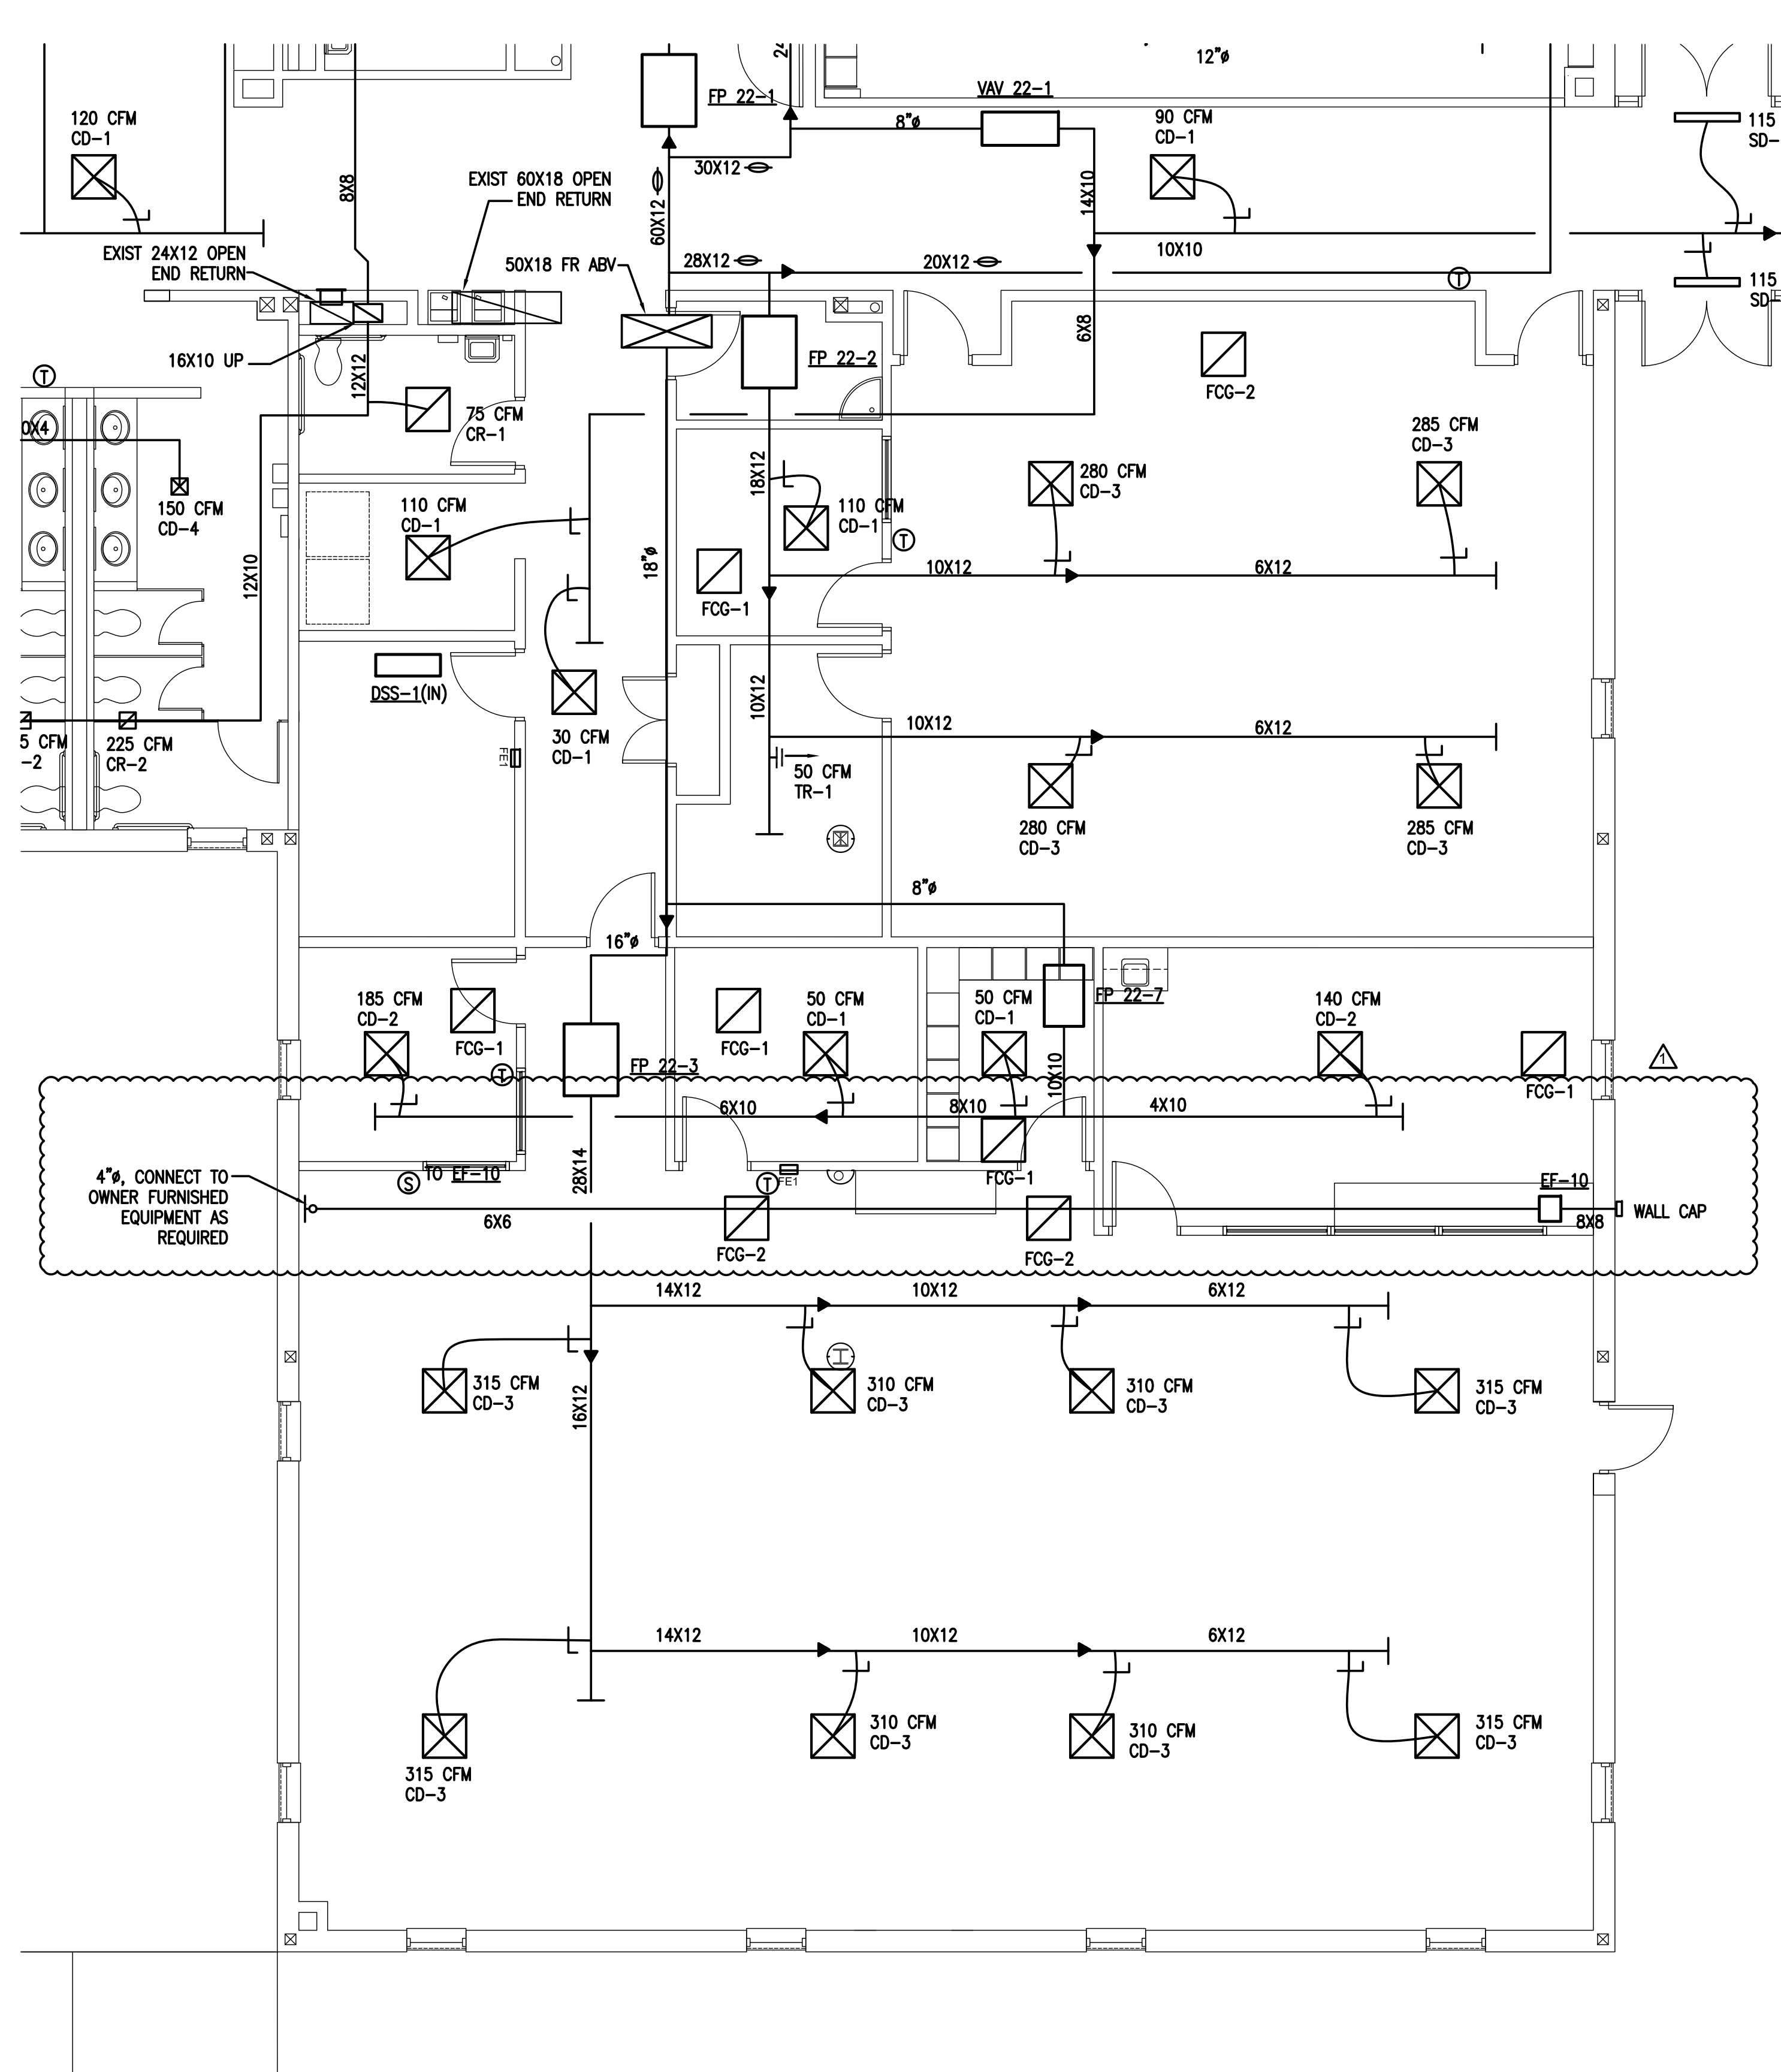 12"ø
FP 22-1
VAV 22-1
120 CFM
CD-1
8"ø
90 CFM
CD-1
115
SD-
30X12
8X8
EXIST 60X18 OPEN
END RETURN
60X12
14X10
10X10
EXIST 24X12 OPEN
END RETURN
50X18 FR ABV
28X12
20X12
T
115
SD-
16X10 UP
12X12
6X8
FP 22-2
FCG-2
T
75 CFM
CR-1
285 CFM
CD-3
280 CFM
CD-3
18X12
150 CFM
CD-4
110 CFM
CD-1
110 CFM
CD-1
T
12X10
18"ø
FCG-1
10X12
6X12
DSS-1(IN)
10X12
10X12
6X12
5 CFM
-2
225 CFM
CR-2
30 CFM
CD-1
FE1
50 CFM
TR-1
280 CFM
CD-3
285 CFM
CD-3
8"ø
16"ø
185 CFM
CD-2
FCG-1
FCG-1
50 CFM
CD-1
50 CFM
CD-1
FP 22-7
140 CFM
CD-2
FCG-1
1
T
FP 22-3
10X10
6X10
8X10
4X10
28X14
4"ø, CONNECT TO
OWNER FURNISHED
EQUIPMENT AS
REQUIRED
S
TO EF-10
T
FE1
FCG-1
EF-10
6X6
8X8
WALL CAP
FCG-2
FCG-2
14X12
10X12
6X12
315 CFM
CD-3
16X12
310 CFM
CD-3
310 CFM
CD-3
315 CFM
CD-3
14X12
10X12
6X12
315 CFM
CD-3
310 CFM
CD-3
310 CFM
CD-3
315 CFM
CD-3